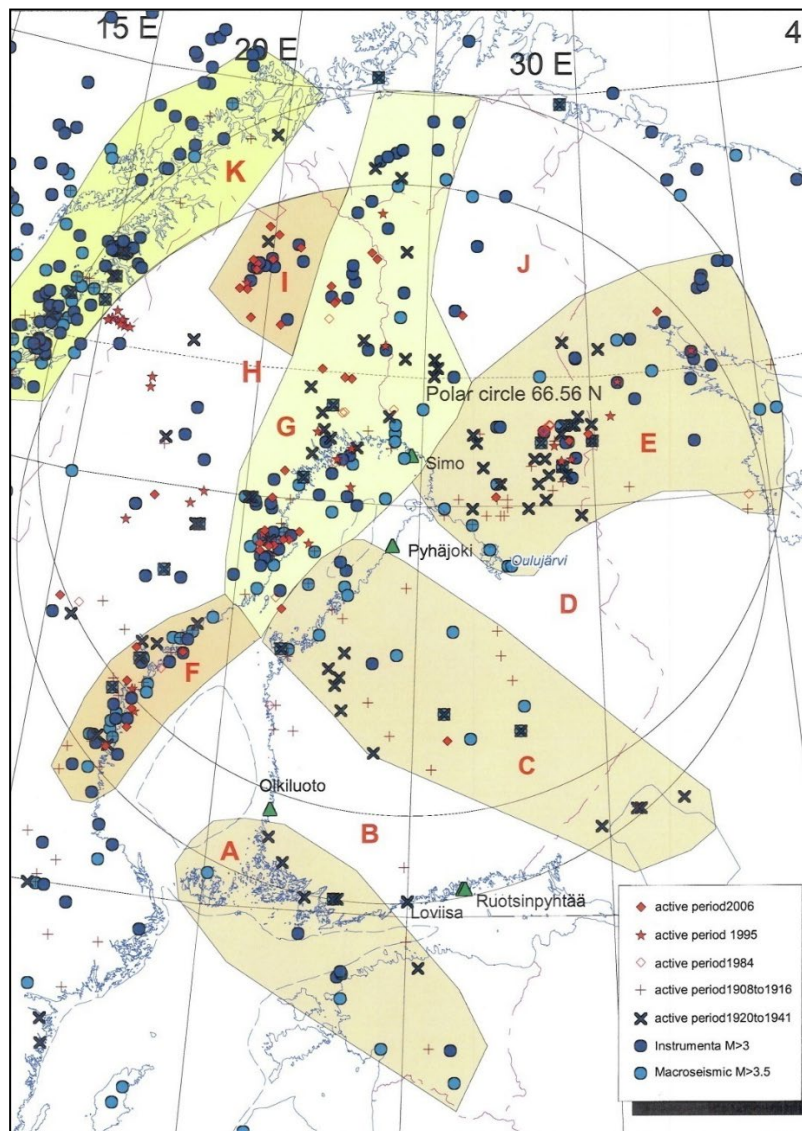 15 E
20 E
30 E
4
K
I
J
H
Polar circle 66.56 N
G
E
Simo
Pyhäjoki
Oulujärvi
D
F
C
Olkiluoto
B
A
Ruotsinpyhtää
Loviisa
active period2006
active period 1995
active period1984
active period1908to1916
active period1920to1941
Instrumenta M>3
Macroseismic M>3.5